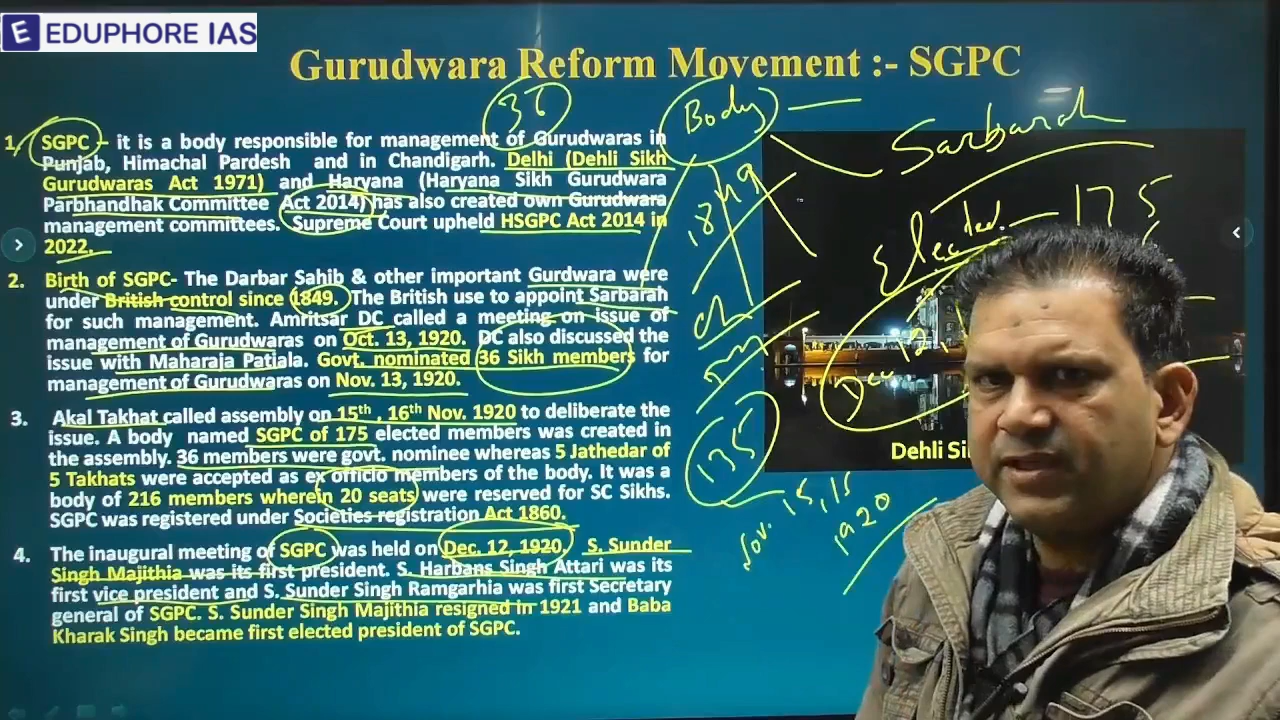 E EDUPHORE IAS
Gurudwara Reform Movement :- SGPC
1, SGPC - it is a body responsible for management of Gurudwaras in
Punjab, Himachal Pardesh and in Chandigarh. Delhi (Dehli Sikh
Gurudwaras Act 1971) and Haryana (Haryana Sikh Gurudwara
Parbhandhak Committee Act 2014) has also created own Gurudwara
management committees. Supreme Court upheld HSGPC Act 2014 in
2022.
2. Birth of SGPC- The Darbar Sahib & other important Gurdwara were
under British control since 1849. The British use to appoint Sarbarah
for such management. Amritsar DC called a meeting on issue of
management of Gurudwaras on Oct. 13, 1920. DC also discussed the
issue with Maharaja Patiala. Govt. nominated 36 Sikh members for
management of Gurudwaras on Nov. 13, 1920.
3. Akal Takhat called assembly on 15th , 16th Nov. 1920 to deliberate the
issue. A body named SGPC of 175 elected members was created in
the assembly. 36 members were govt. nominee whereas 5 Jathedar of
5 Takhats were accepted as ex officio members of the body. It was a
body of 216 members wherein 20 seats were reserved for SC Sikhs.
SGPC was registered under Societies registration Act 1860.
4. The inaugural meeting of SGPC was held on Dec. 12, 1920. S. Sunder
Singh Majithia was its first president. S. Harbans Singh Attari was its
first vice president and S. Sunder Singh Ramgarhia was first Secretary
general of SGPC. S. Sunder Singh Majithia resigned in 1921 and Baba
Kharak Singh became first elected president of SGPC.
36
Body
Sarbarah
1849
Elected 175
Dec 12,
135
Nov. 15, 15
1920
Dehli Si